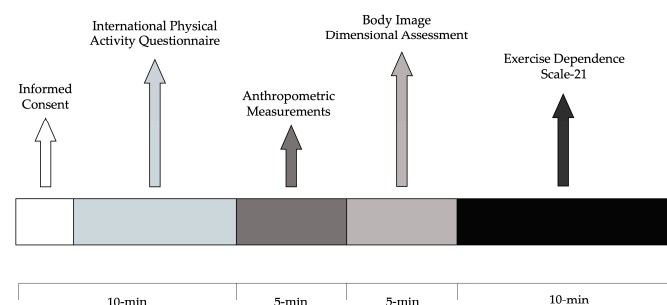 International Physical
Activity Questionnaire
Body Image
Dimensional Assessment
Exercise Dependence
Scale-21
Informed
Consent
Anthropometric
Measurements
10-min
5-min
5-min
10-min